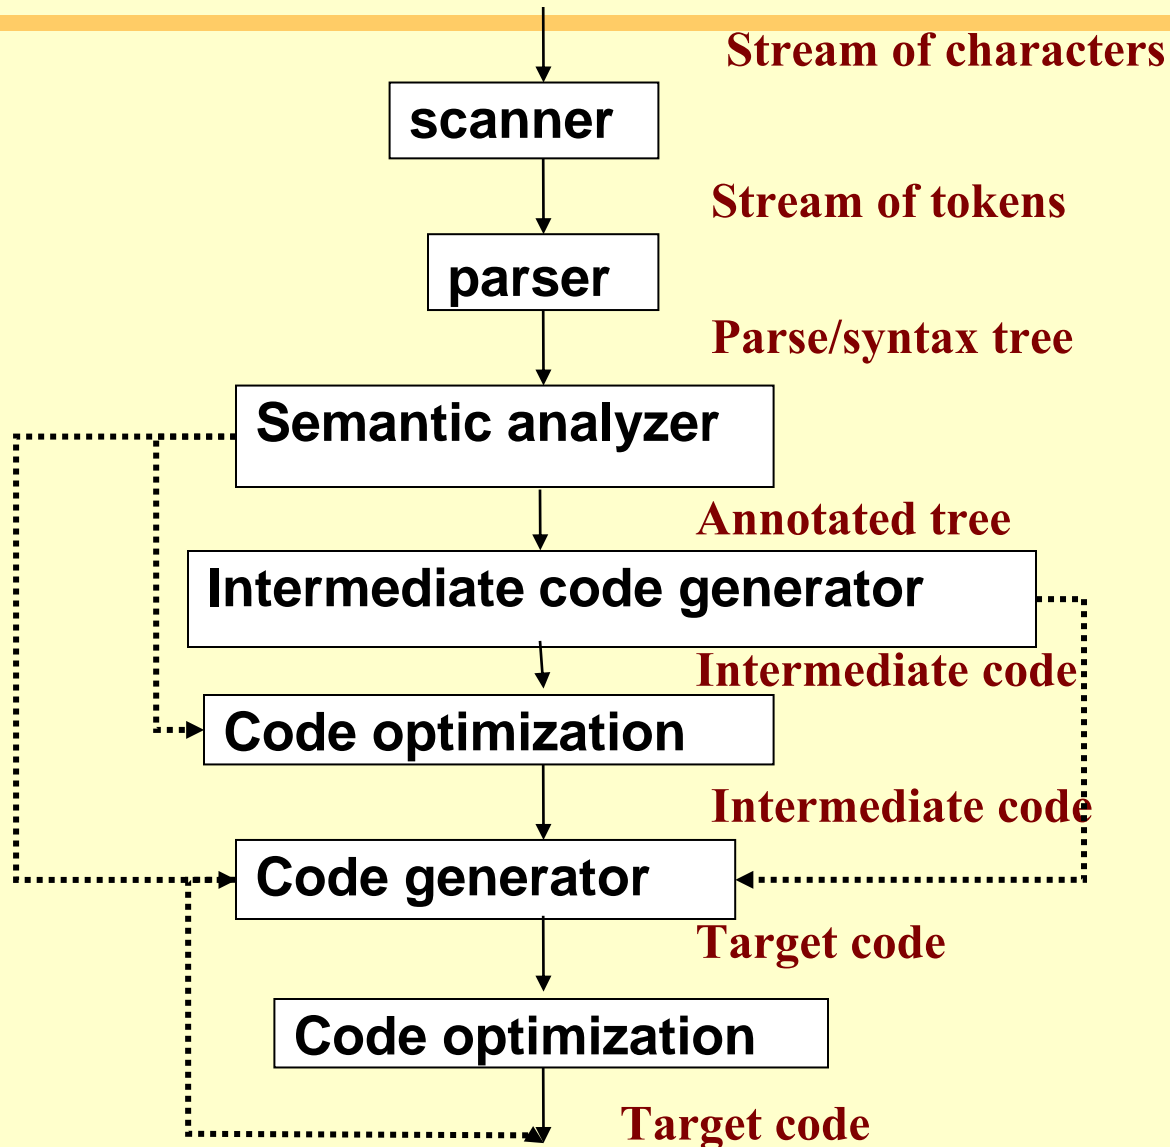 Stream of characters
scanner
Stream of tokens
parser
Parse/syntax tree
Semantic analyzer
Annotated tree
Intermediate code generator
Intermediate code
Code optimization
Intermediate code
Code generator
Target code
Code optimization
Target code